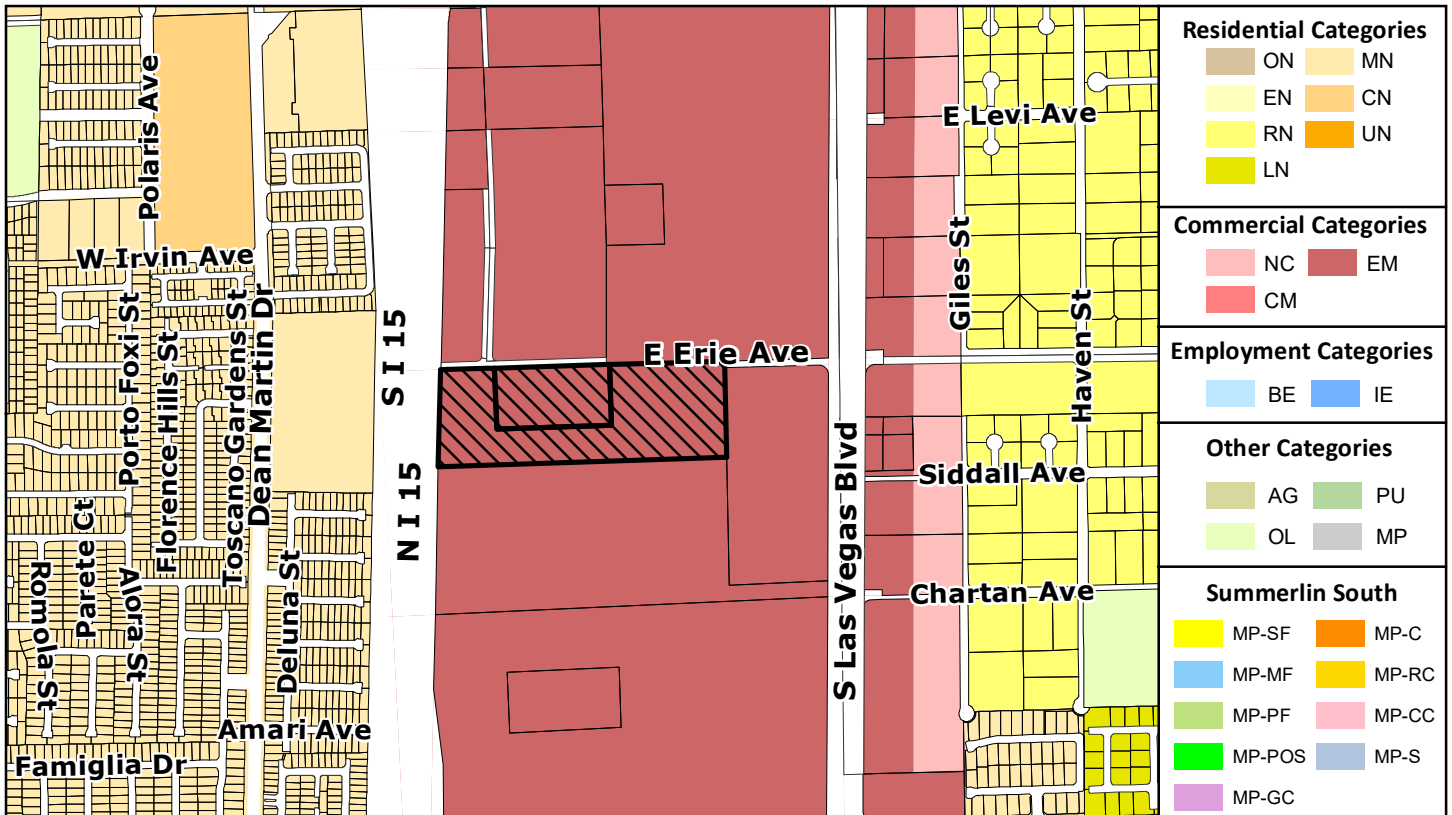 Polaris Ave
W Irvin Ave
Porto Foxi St
Florence Hills St
Toscano Gardens St
Dean Martin Dr
S I 15
N I 15
Parete Ct
Romola St
Alora St
Deluna St
Amari Ave
Famiglia Dr
E Erie Ave
S Las Vegas Blvd
E Levi Ave
Giles St
Haven St
Siddall Ave
Chartan Ave
Residential Categories
ON MN
EN CN
RN UN
LN
Commercial Categories
NC EM
CM
Employment Categories
BE IE
Other Categories
AG PU
OL MP
Summerlin South
MP-SF MP-C
MP-MF MP-RC
MP-PF MP-CC
MP-POS MP-S
MP-GC